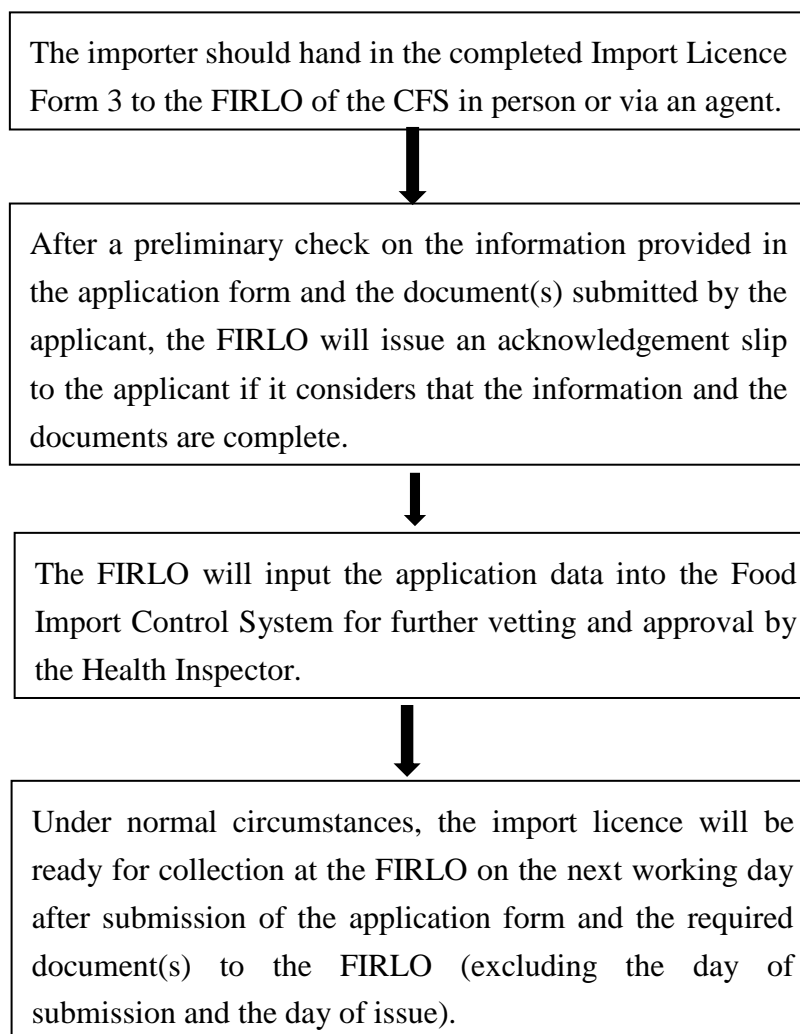 The importer should hand in the completed Import Licence
Form 3 to the FIRLO of the CFS in person or via an agent.
After a preliminary check on the information provided in
the application form and the document(s) submitted by the
applicant, the FIRLO will issue an acknowledgement slip
to the applicant if it considers that the information and the
documents are complete.
The FIRLO will input the application data into the Food
Import Control System for further vetting and approval by
the Health Inspector.
Under normal circumstances, the import licence will be
ready for collection at the FIRLO on the next working day
after submission of the application form and the required
document(s) to the FIRLO (excluding the day of
submission and the day of issue).